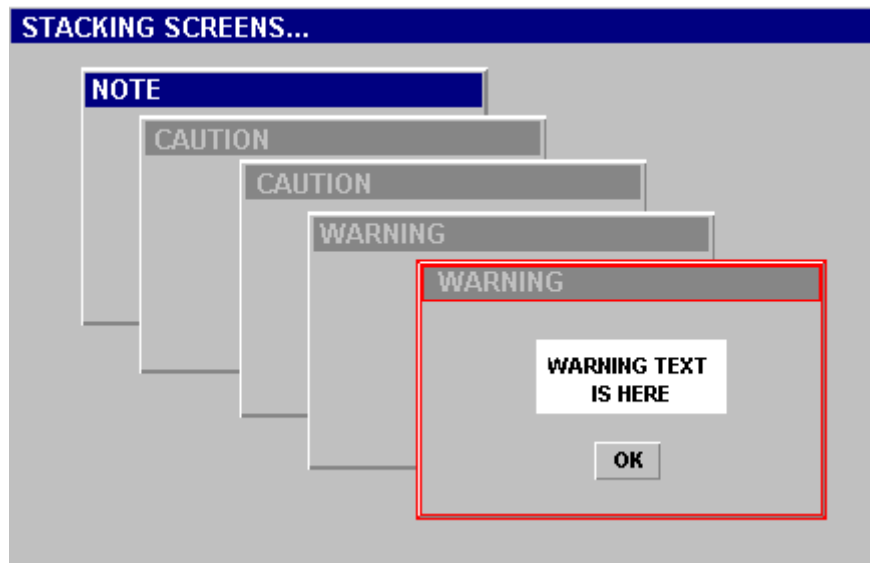 STACKING SCREENS...
NOTE
CAUTION
CAUTION
WARNING
WARNING
WARNING TEXT
IS HERE
OK